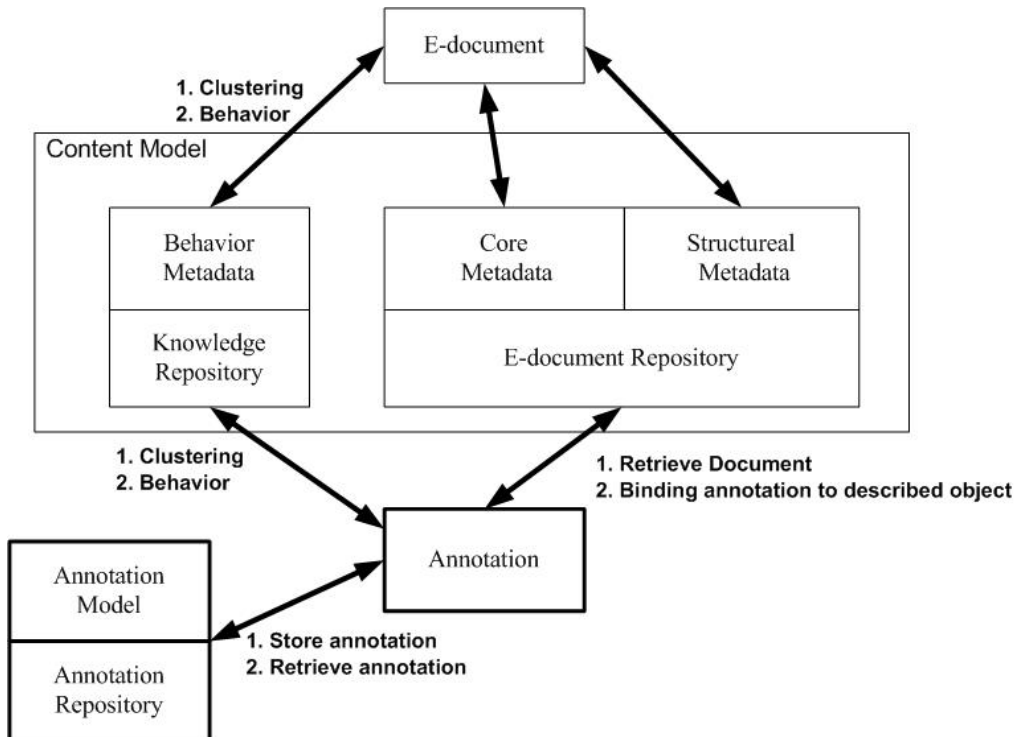 E-document
1. Clustering
2. Behavior
Content Model
Behavior
Metadata
Core
Metadata
Structureal
Metadata
Knowledge
Repository
E-document Repository
1. Clustering
2. Behavior
1. Retrieve Document
2. Binding annotation to described object
Annotation
Annotation
Model
1. Store annotation
2. Retrieve annotation
Annotation
Repository